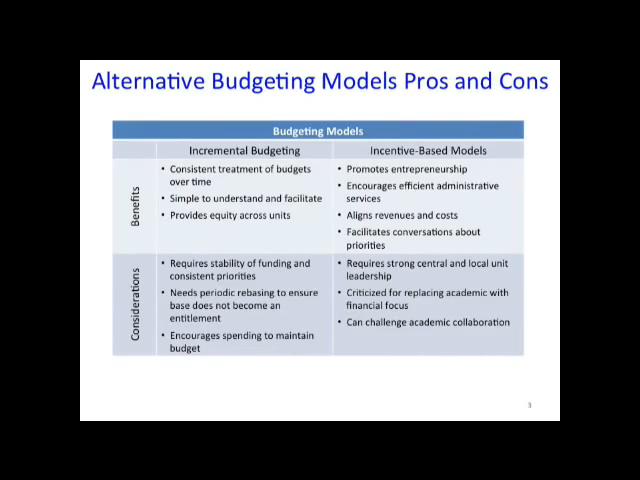 Alternative Budgeting Models Pros and Cons
Budgeting Models
Incremental Budgeting
Incentive-Based Models
Benefits
• Consistent treatment of budgets
over time
• Simple to understand and facilitate
• Provides equity across units
• Promotes entrepreneurship
• Encourages efficient administrative
services
• Aligns revenues and costs
• Facilitates conversations about
priorities
Considerations
• Requires stability of funding and
consistent priorities
• Needs periodic rebasing to ensure
base does not become an
entitlement
• Encourages spending to maintain
budget
• Requires strong central and local unit
leadership
• Criticized for replacing academic with
financial focus
• Can challenge academic collaboration
3